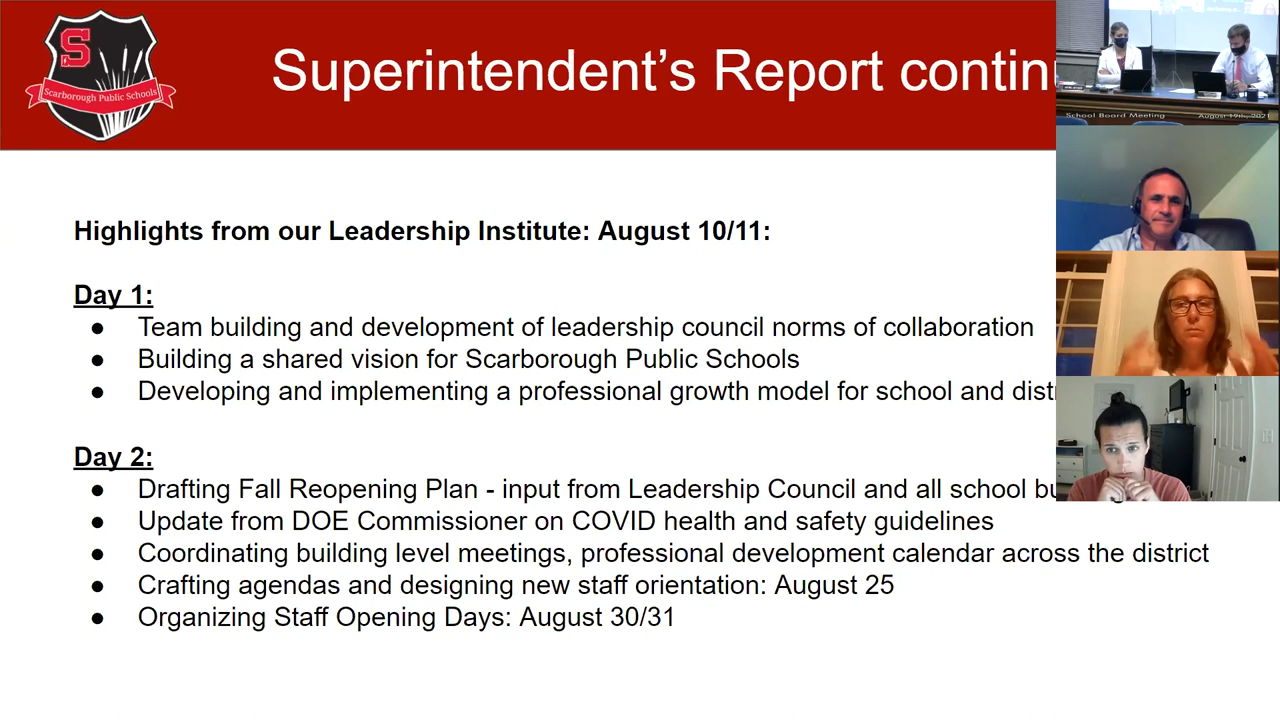 S
Scarborough Public Schools
Superintendent's Report
School Board Meeting August 19th, 2021
Highlights from our Leadership Institute: August 10/11:
Day 1:
● Team building and development of leadership council norms of collaboration
● Building a shared vision for Scarborough Public Schools
● Developing and implementing a professional growth model for school and
Day 2:
● Drafting Fall Reopening Plan - input from Leadership Council and all school
● Update from DOE Commissioner on COVID health and safety guidelines
● Coordinating building level meetings, professional development calendar across the district
● Crafting agendas and designing new staff orientation: August 25
● Organizing Staff Opening Days: August 30/31